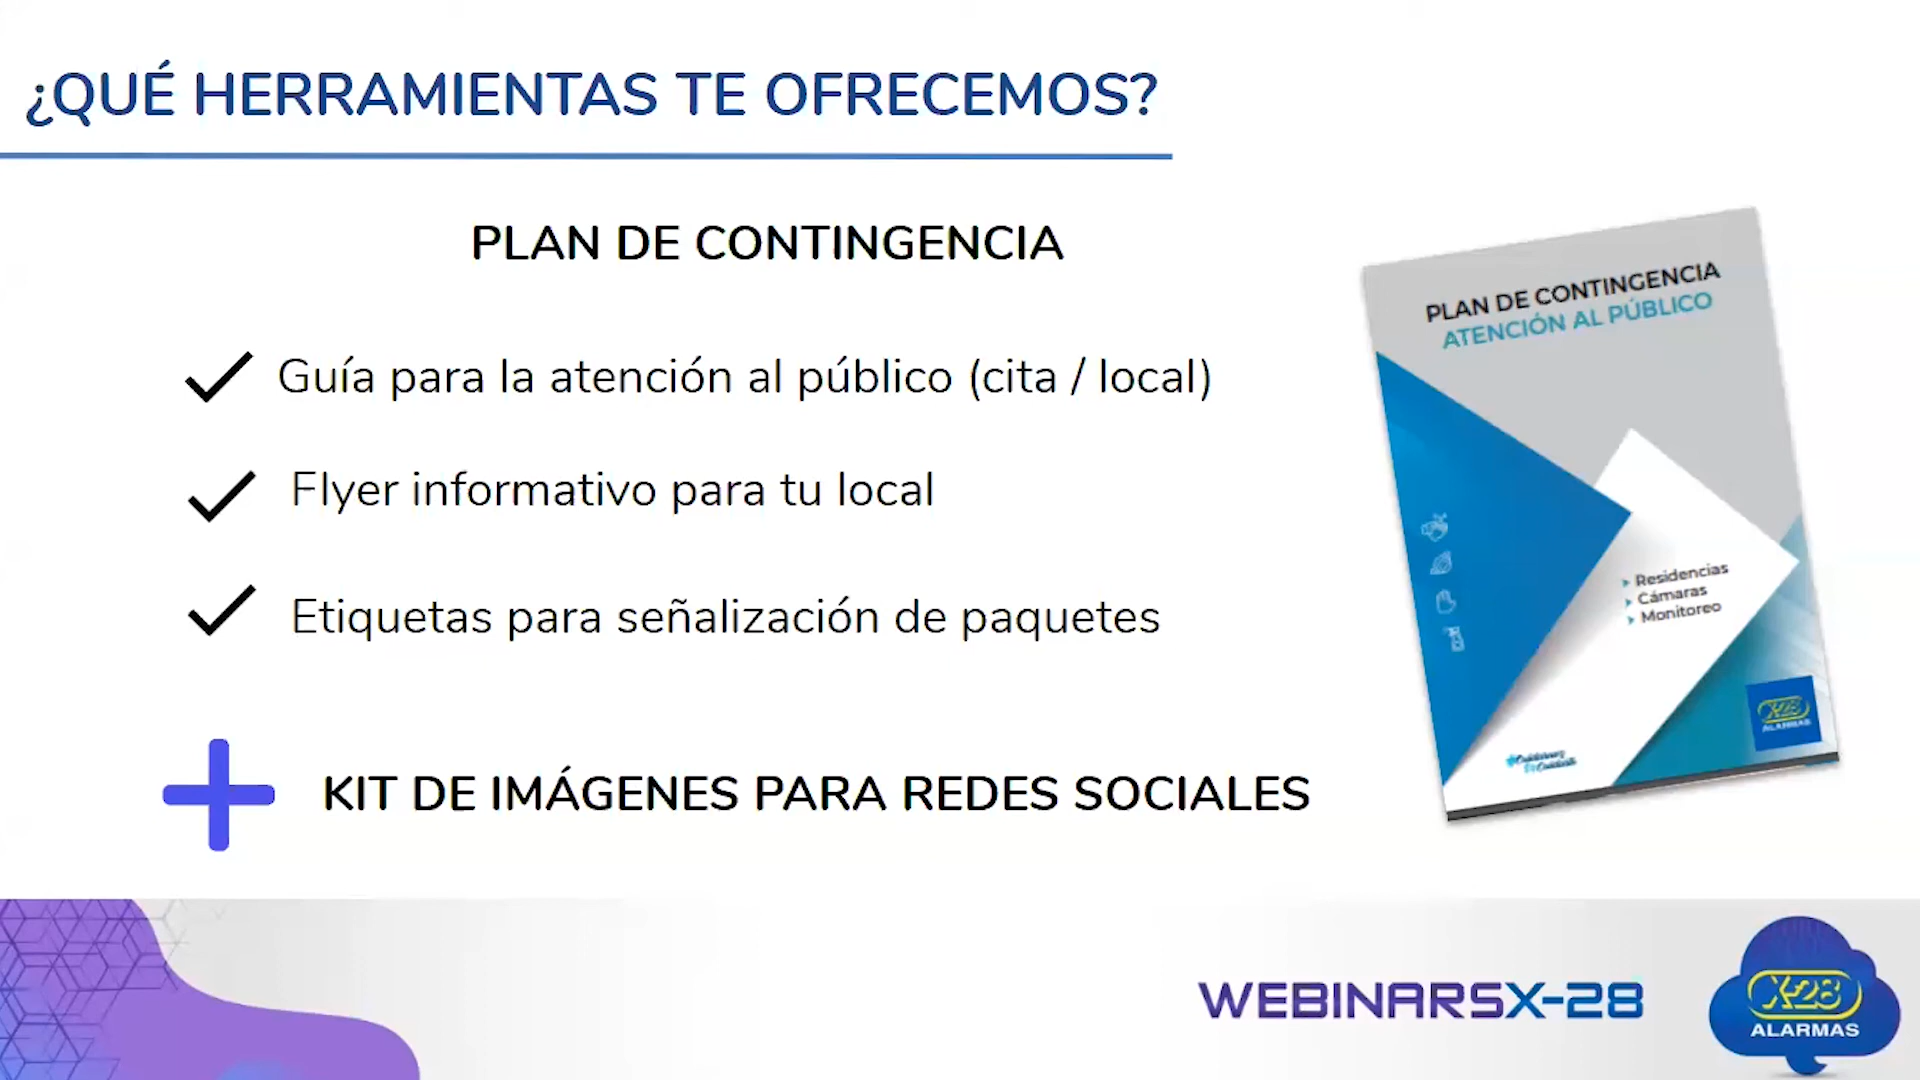 ¿QUÉ HERRAMIENTAS TE OFRECEMOS?
PLAN DE CONTINGENCIA
Guía para la atención al público (cita / local)
Flyer informativo para tu local
Etiquetas para señalización de paquetes
KIT DE IMÁGENES PARA REDES SOCIALES
PLAN DE CONTINGENCIA
ATENCIÓN AL PÚBLICO
Residencias
Cámaras
Monitoreo
X-28
ALARMAS
WEBINARSX-28
X-28
ALARMAS